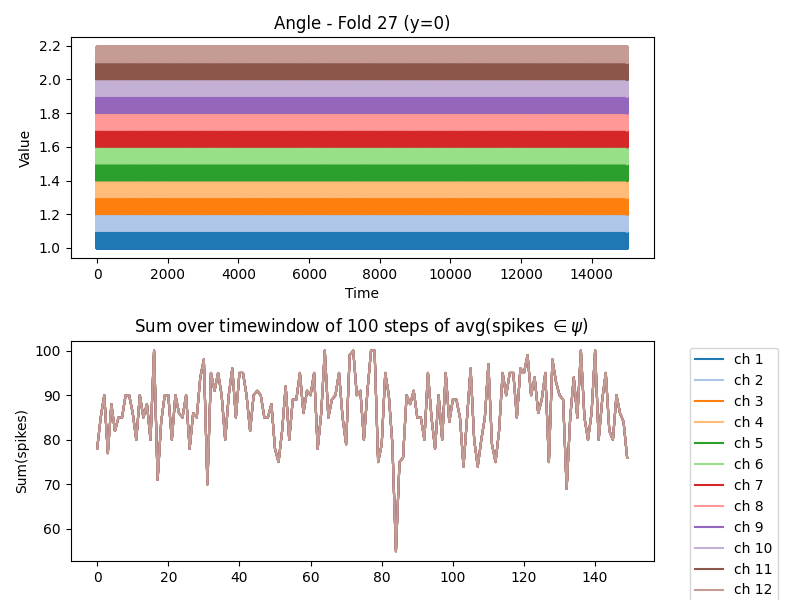 Angle - Fold 27 (y=0)
Value
2.2
2.0
1.8
1.6
1.4
1.2
1.0
0 2000 4000 6000 8000 10000 12000 14000
Time
Sum over timewindow of 100 steps of avg(spikes ∈ ψ)
Sum(spikes)
100
90
80
70
60
0 20 40 60 80 100 120 140
ch 1
ch 2
ch 3
ch 4
ch 5
ch 6
ch 7
ch 8
ch 9
ch 10
ch 11
ch 12